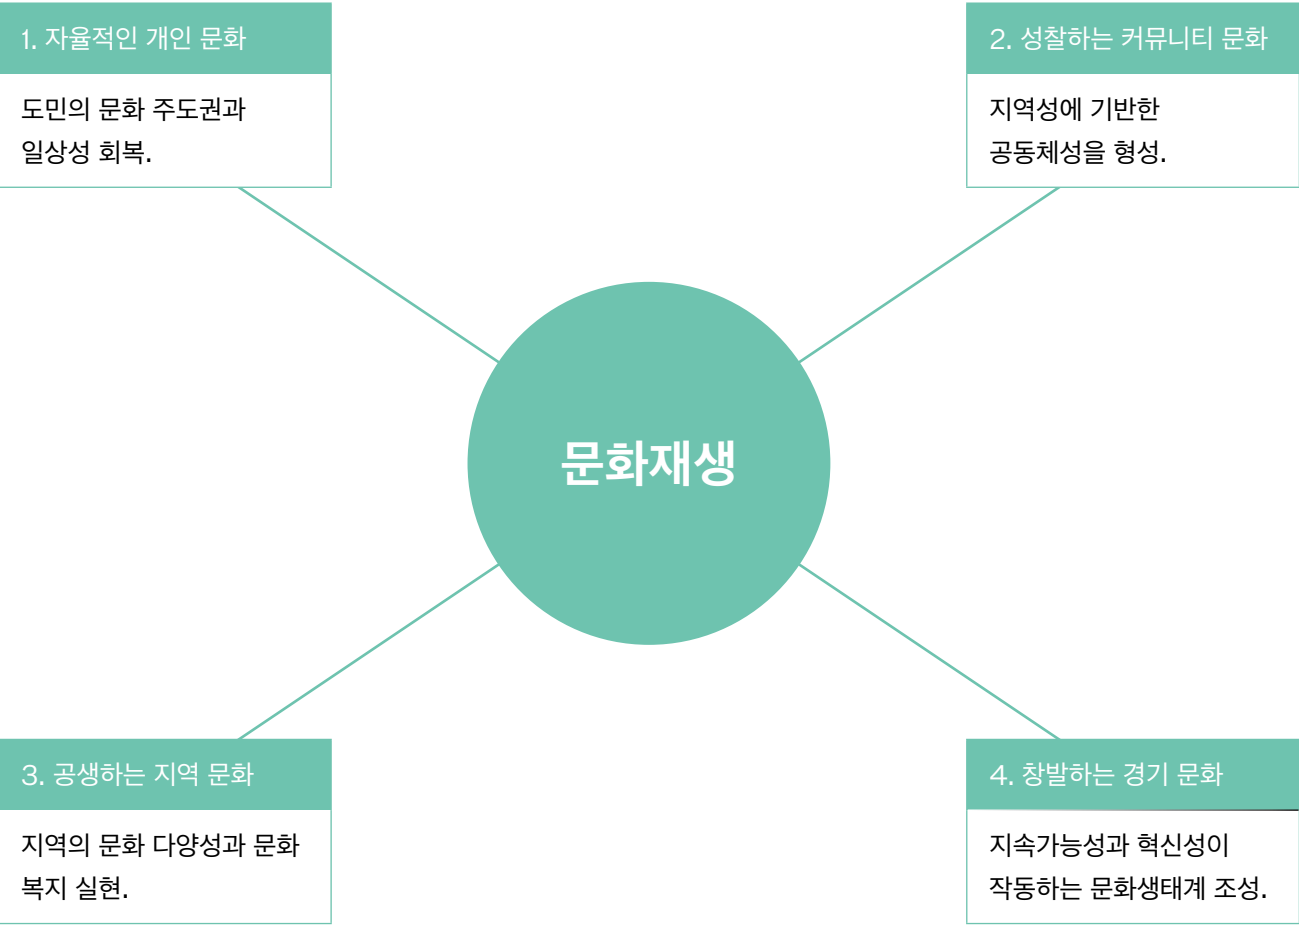 1. 자율적인 개인 문화
도민의 문화 주도권과
일상성 회복.
2. 성찰하는 커뮤니티 문화
지역성에 기반한
공동체성을 형성.
문화재생
3. 공생하는 지역 문화
지역의 문화 다양성과 문화
복지 실현.
4. 창발하는 경기 문화
지속가능성과 혁신성이
작동하는 문화생태계 조성.